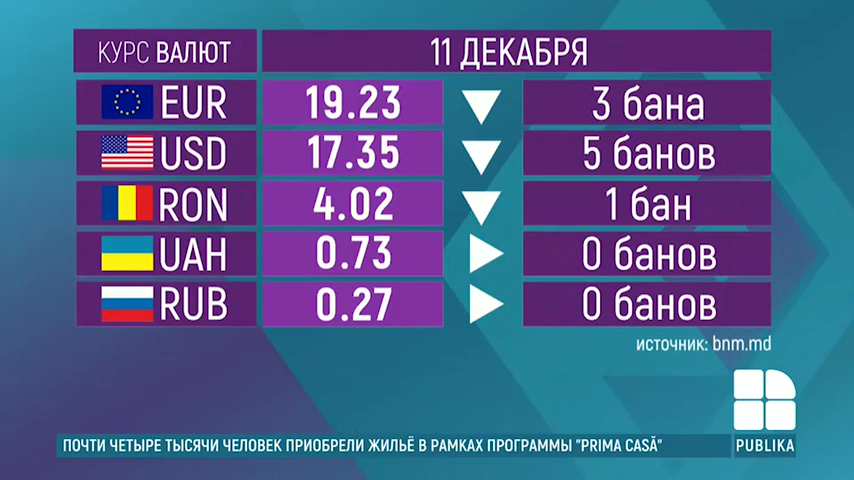 КУРС ВАЛЮТ 11 ДЕКАБРЯ
EUR 19.23 3 бана
USD 17.35 5 банов
RON 4.02 1 бан
UAH 0.73 0 банов
RUB 0.27 0 банов
источник: bnm.md
ПОЧТИ ЧЕТЫРЕ ТЫСЯЧИ ЧЕЛОВЕК ПРИОБРЕЛИ ЖИЛЬЁ В РАМКАХ ПРОГРАММЫ "PRIMA CASĂ" PUBLIKA